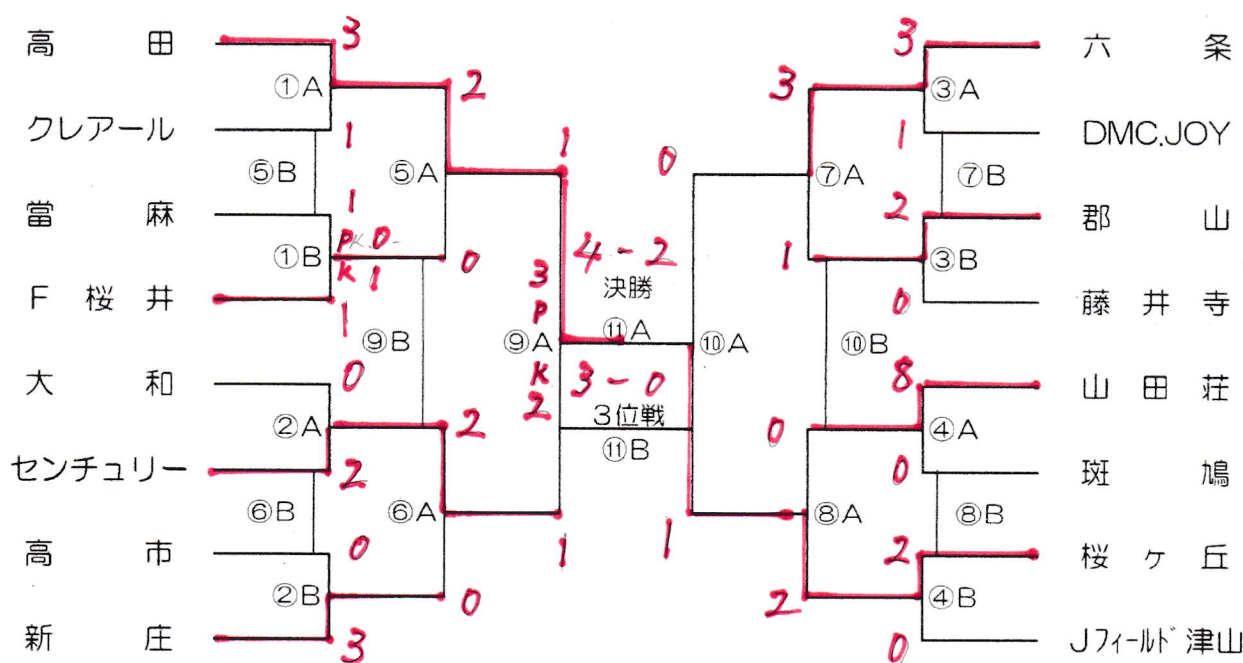 高田 3 3 六条
①A 2 3 ③A
クレアール 1 1 0 1 DMC.JOY
⑤B ⑤A ⑦A ⑦B
當麻 1 2 郡山
PK 0-1
①B 0 4-2 1 ③B
F桜井 1 3 決勝 0 藤井寺
⑨B ⑨A P ⑪A ⑩A ⑩B
大和 0 K 3-0 8 山田荘
②A 2 2 3位戦 0 ④A
センチュリー 2 ⑪B 0 斑鳩
⑥B ⑥A ⑧A ⑧B
高市 0 1 1 2 桜ヶ丘
②B 0 2 ④B
新庄 3 0 Jフィールド津山